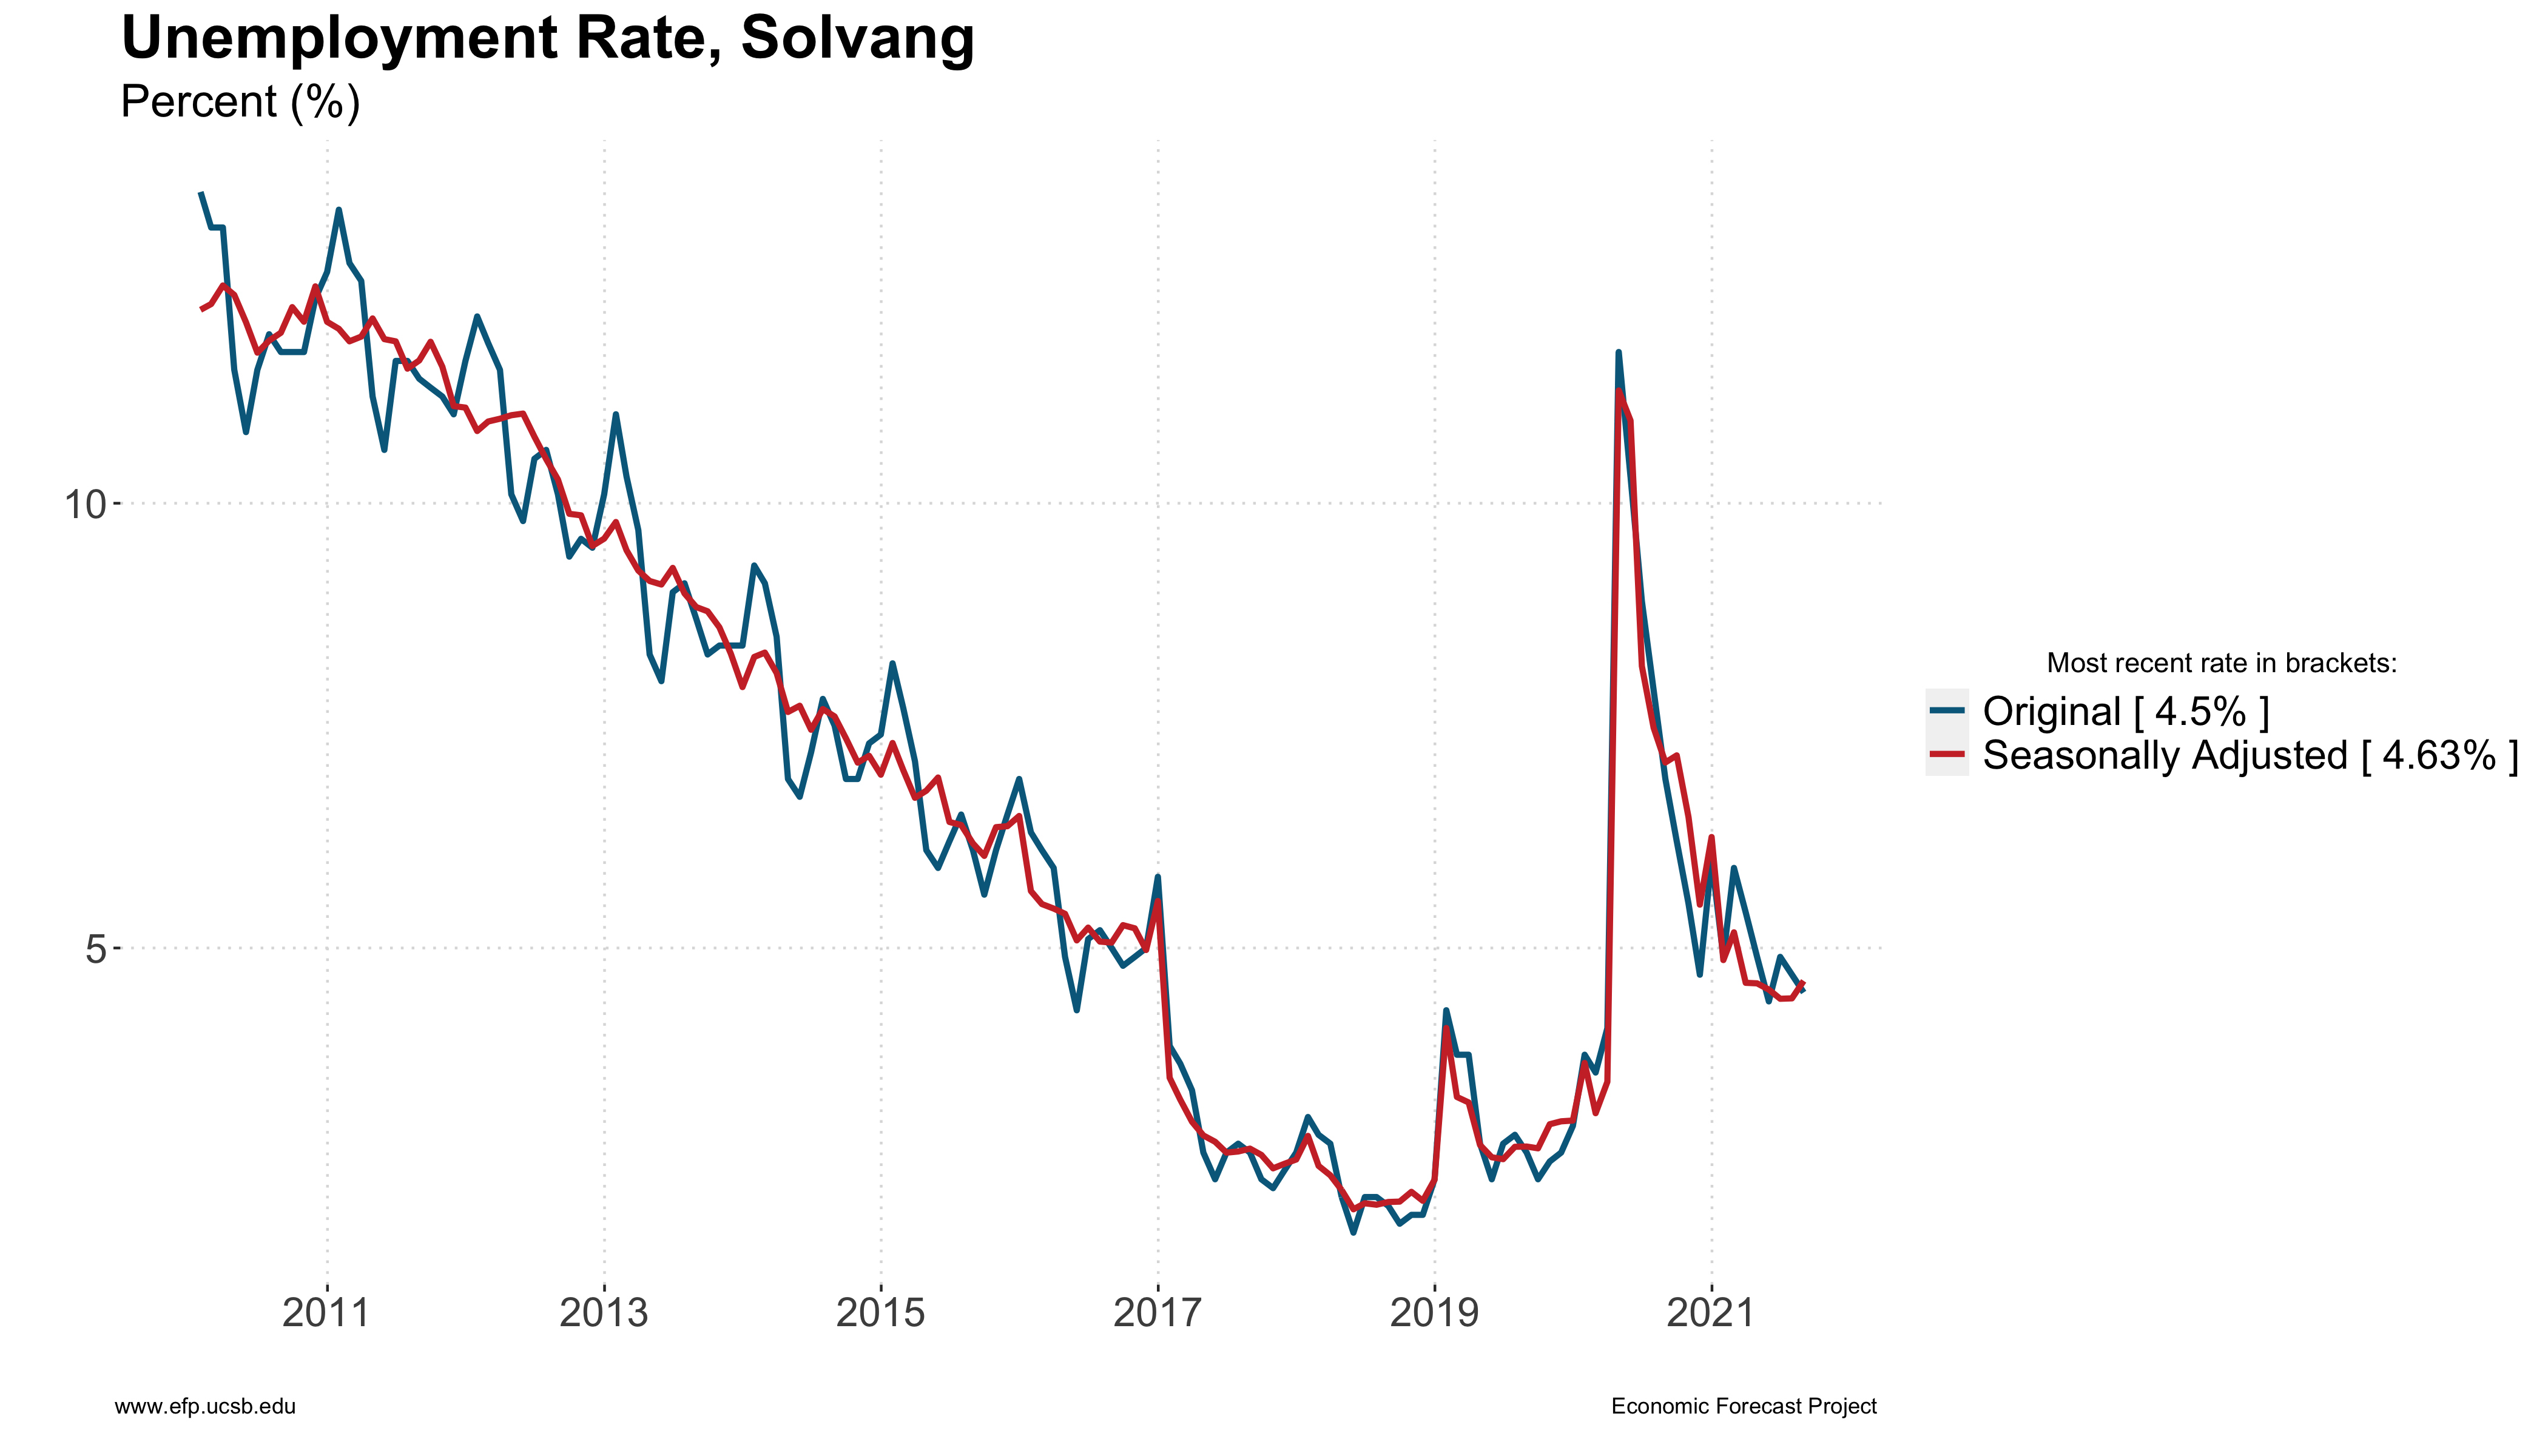 Unemployment Rate, Solvang
Percent (%)
10
5
2011 2013 2015 2017 2019 2021
Most recent rate in brackets:
Original [ 4.5% ]
Seasonally Adjusted [ 4.63% ]
www.efp.ucsb.edu
Economic Forecast Project